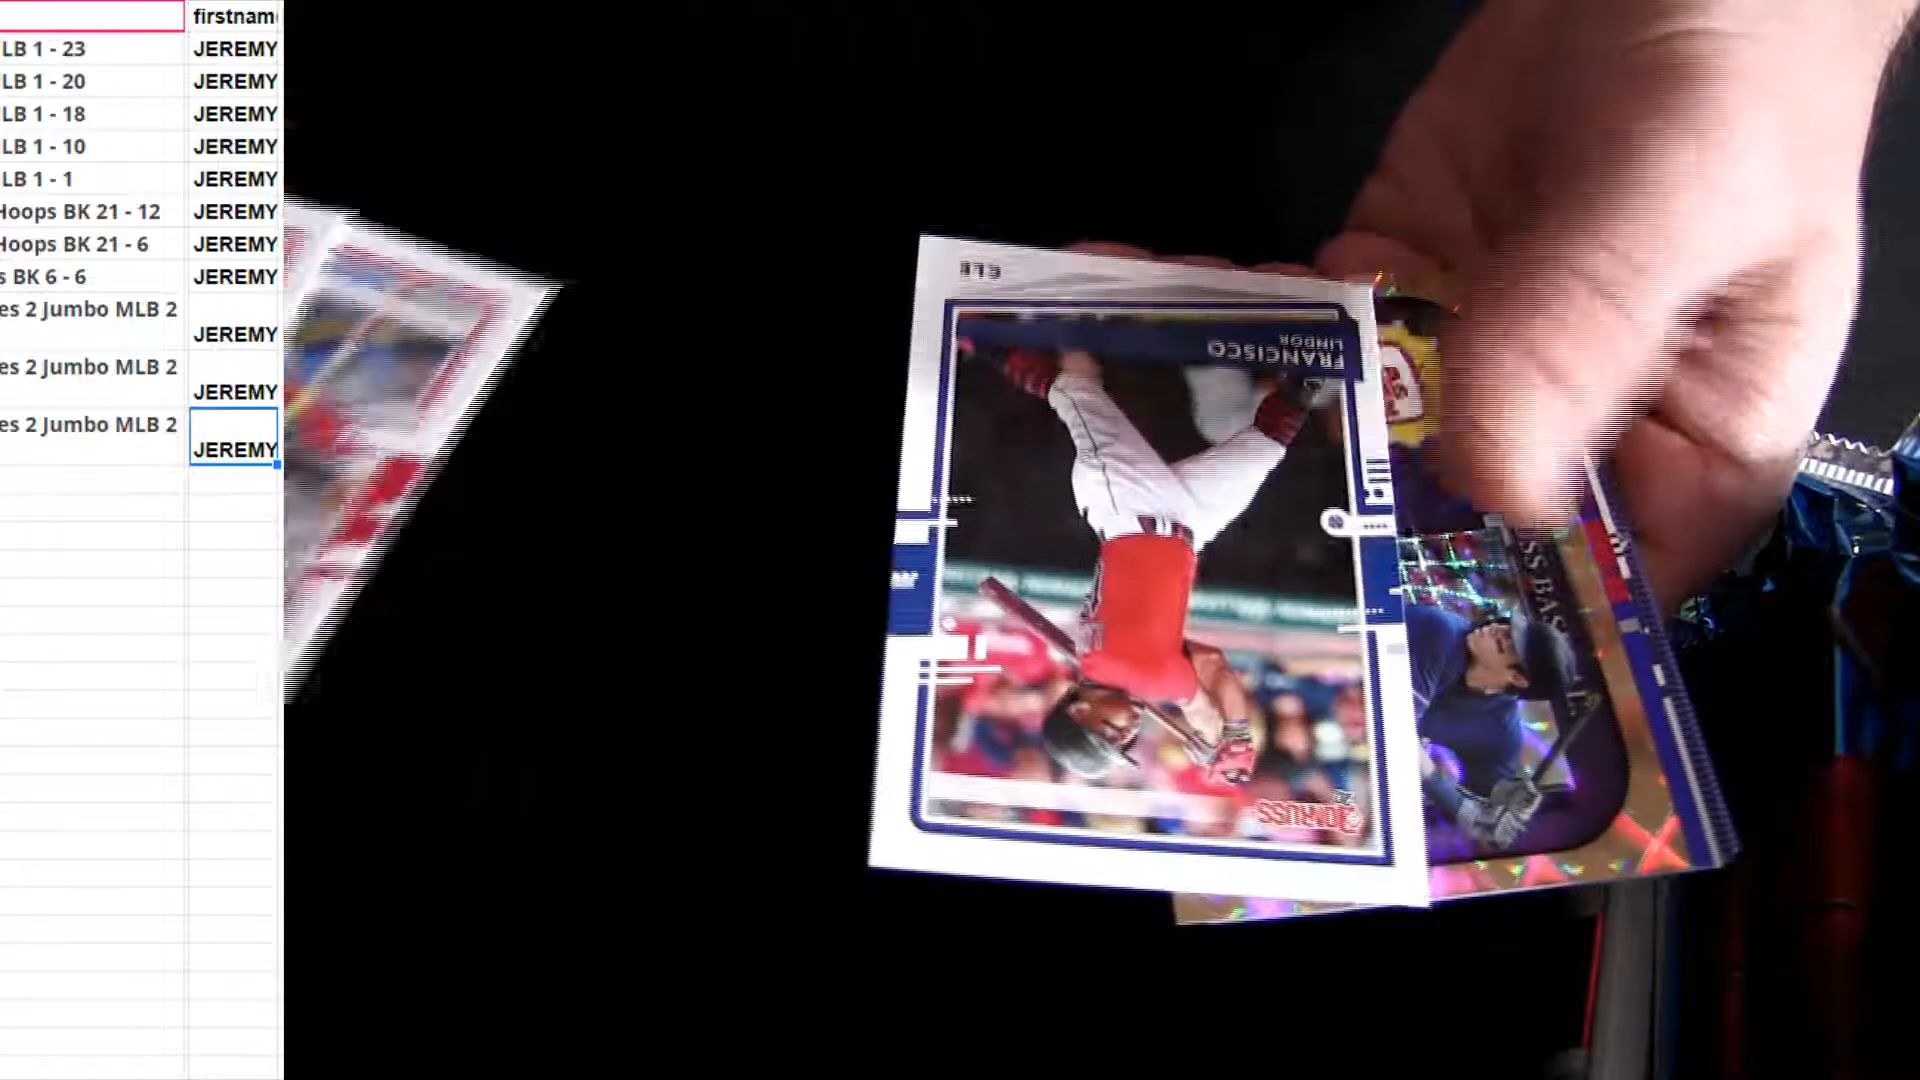 firstnam
LB 1 - 23
JEREMY
LB 1 - 20
JEREMY
LB 1 - 18
JEREMY
LB 1 - 10
JEREMY
LB 1 - 1
JEREMY
Hoops BK 21 - 12
JEREMY
Hoops BK 21 - 6
JEREMY
s BK 6 - 6
JEREMY
es 2 Jumbo MLB 2
JEREMY
es 2 Jumbo MLB 2
JEREMY
es 2 Jumbo MLB 2
JEREMY
CLE
FRANCISCO
LINDOR
DONRUSS